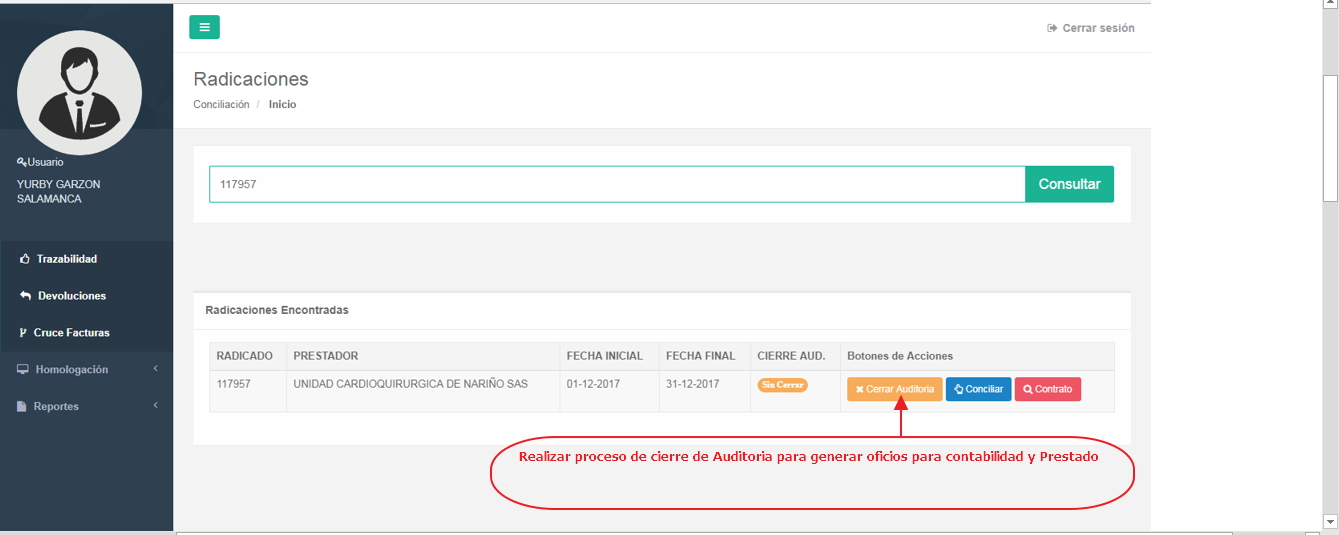 Cerrar sesión
Radicaciones
Conciliación / Inicio
Usuario
YURBY GARZON
SALAMANCA
Trazabilidad
Devoluciones
Cruce Facturas
Homologación
Reportes
117957 Consultar
Radicaciones Encontradas
RADICADO PRESTADOR FECHA INICIAL FECHA FINAL CIERRE AUD. Botones de Acciones
117957 UNIDAD CARDIOQUIRURGICA DE NARIÑO SAS 01-12-2017 31-12-2017 Sin Cerrar Cerrar Auditoria Conciliar Contrato
Realizar proceso de cierre de Auditoria para generar oficios para contabilidad y Prestado